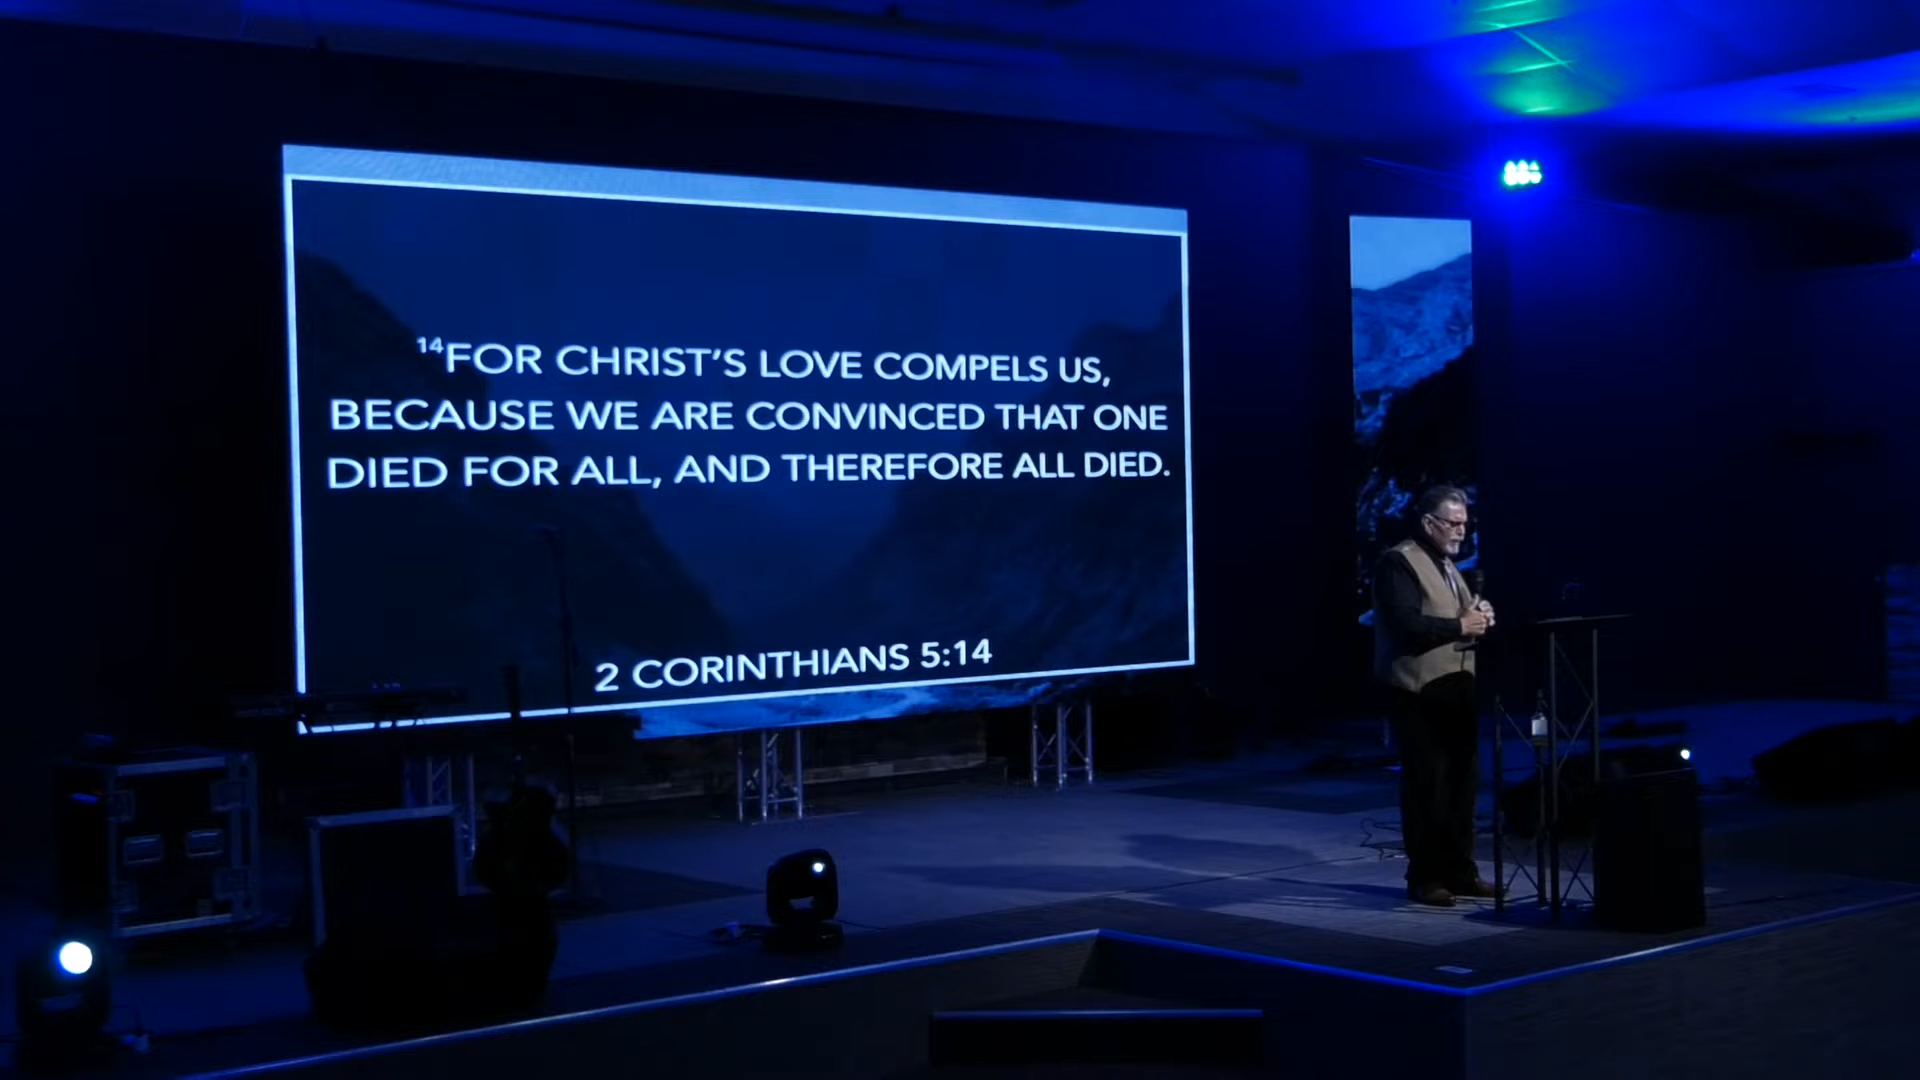 ¹⁴FOR CHRIST’S LOVE COMPELS US,
BECAUSE WE ARE CONVINCED THAT ONE
DIED FOR ALL, AND THEREFORE ALL DIED.
2 CORINTHIANS 5:14